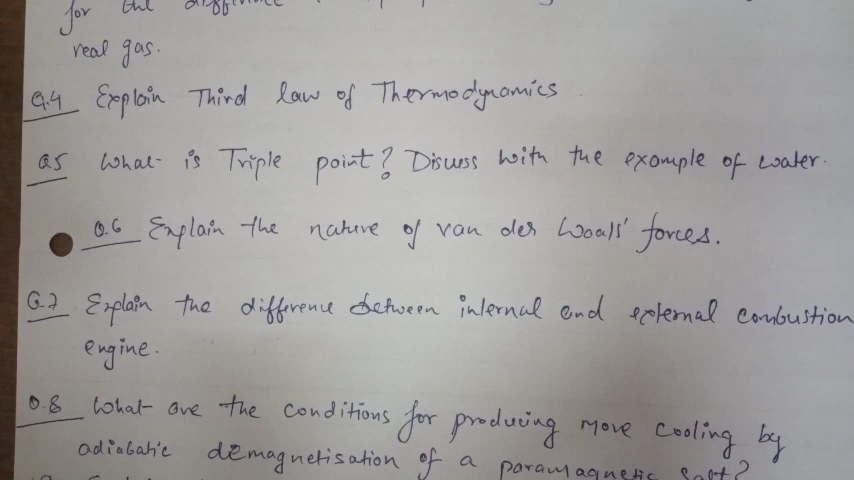 for the difference
real gas.
Q.4 Explain Third law of Thermodynamics
Q5 What is Triple point? Discuss with the example of water.
Q.6 Explain the nature of van der Waals' forces.
Q.7 Explain the difference between internal and external combustion
engine.
Q.8 What are the conditions for producing more cooling by
adiabatic demagnetisation of a paramagnetic salt?